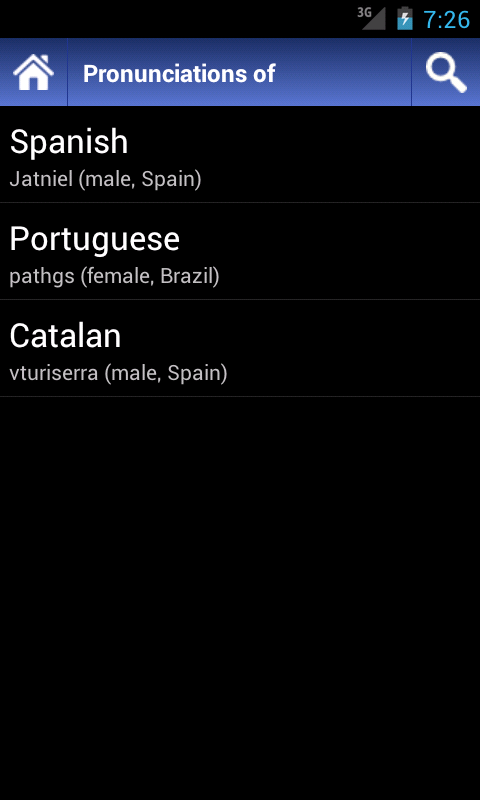 3G
7:26
Pronunciations of
Spanish
Jatniel (male, Spain)
Portuguese
pathgs (female, Brazil)
Catalan
vturiserra (male, Spain)